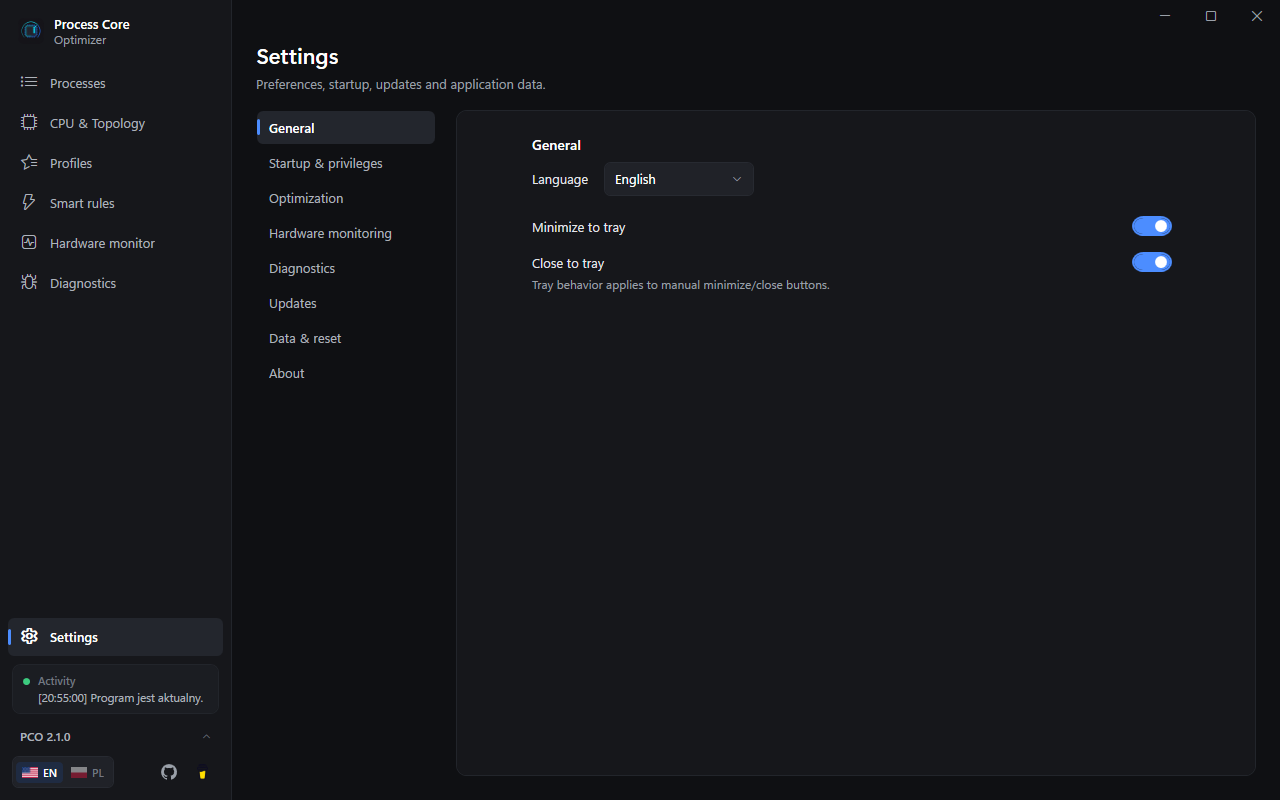 Process Core
Optimizer
Processes
CPU & Topology
Profiles
Smart rules
Hardware monitor
Diagnostics
Settings
Activity
[20:55:00] Program jest aktualny.
PCO 2.1.0
EN
PL
Settings
Preferences, startup, updates and application data.
General
Startup & privileges
Optimization
Hardware monitoring
Diagnostics
Updates
Data & reset
About
General
Language English
Minimize to tray
Close to tray
Tray behavior applies to manual minimize/close buttons.